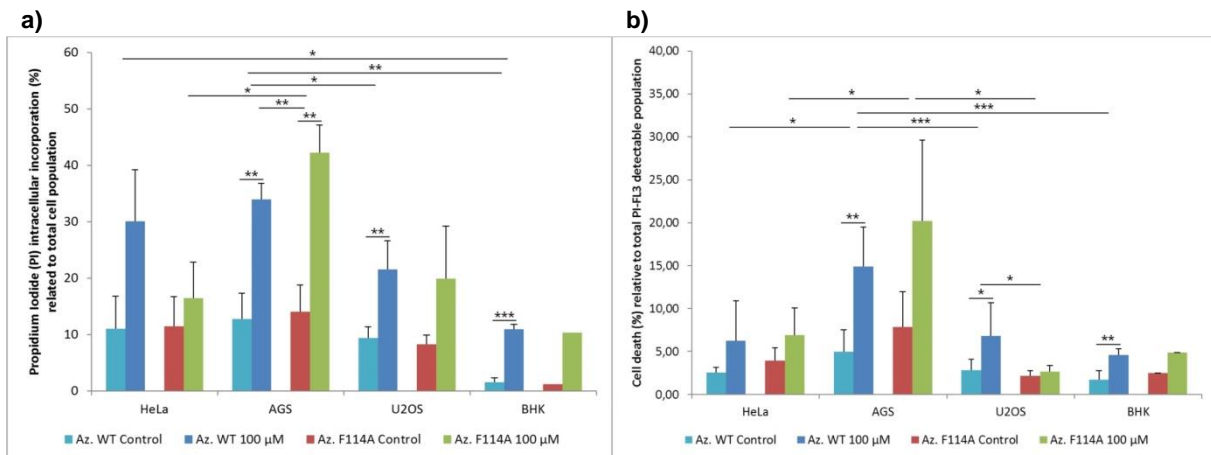 a)
b)
Propidium Iodide (PI) intracellular incorporation (%)
related to total cell population
60
50
40
30
20
10
0
*
**
*
*
**
**
**
**
***
HeLa
AGS
U2OS
BHK
Az. WT Control
Az. WT 100 µM
Az. F114A Control
Az. F114A 100 µM
Cell death (%) relative to total PI-FL3 detectable population
40,00
35,00
30,00
25,00
20,00
15,00
10,00
5,00
0,00
*
*
***
*
***
**
*
*
**
HeLa
AGS
U2OS
BHK
Az. WT Control
Az. WT 100 µM
Az. F114A Control
Az. F114A 100 µM